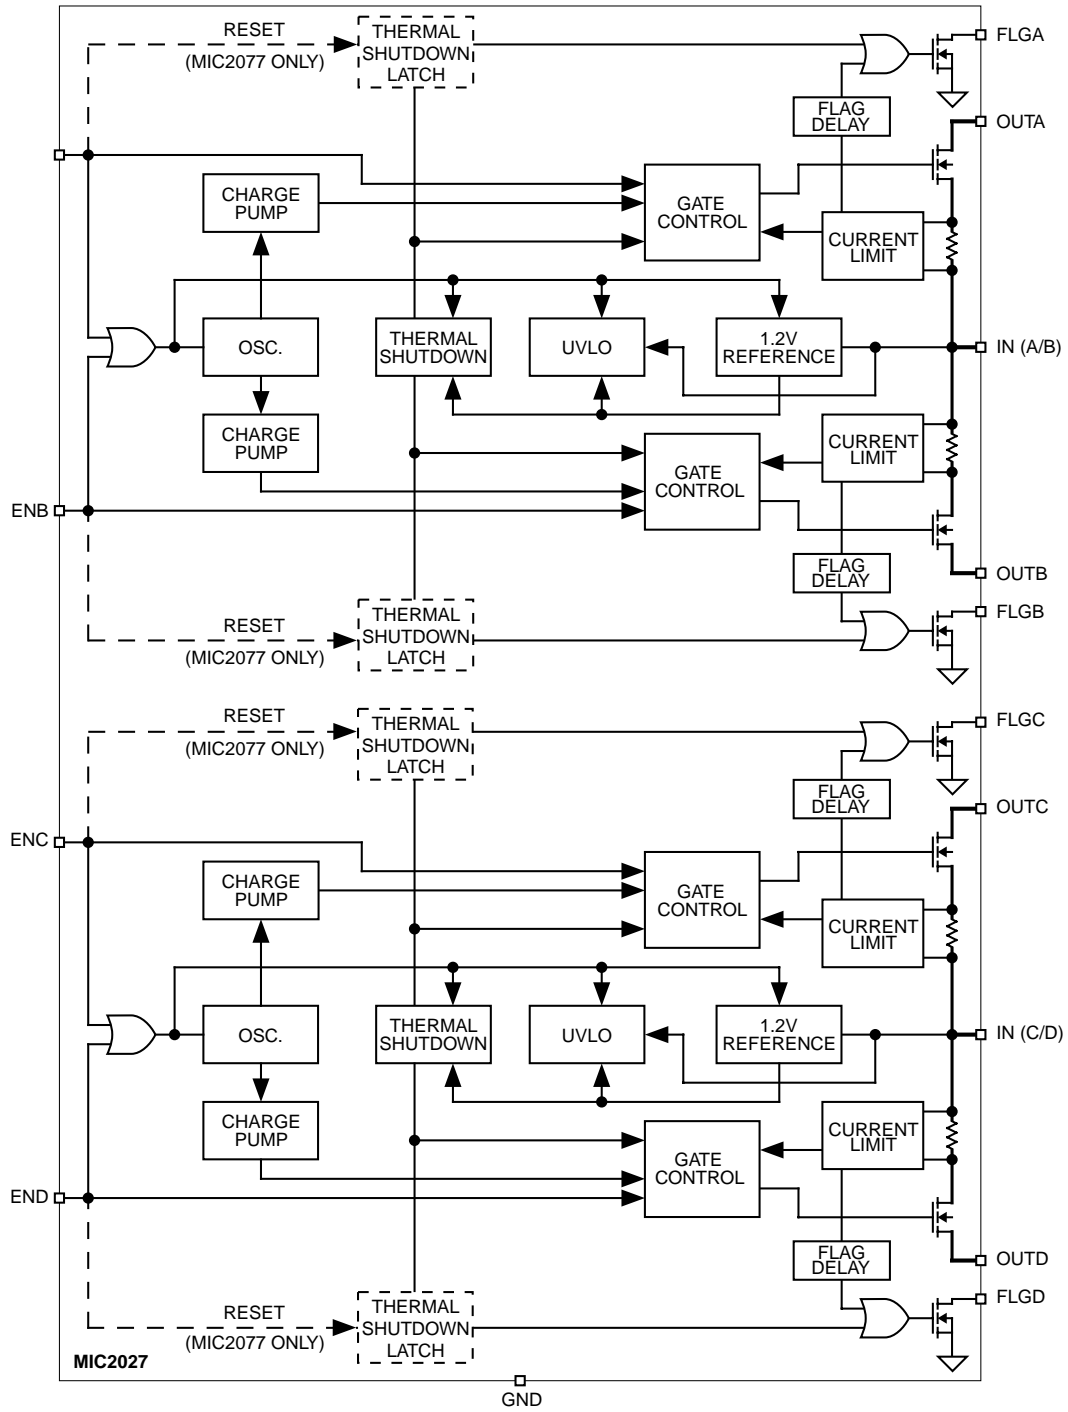 RESET
(MIC2077 ONLY)
THERMAL
SHUTDOWN
LATCH
FLGA
FLAG
DELAY
OUTA
CHARGE
PUMP
GATE
CONTROL
CURRENT
LIMIT
OSC.
THERMAL
SHUTDOWN
UVLO
1.2V
REFERENCE
IN (A/B)
CHARGE
PUMP
GATE
CONTROL
CURRENT
LIMIT
ENB
FLAG
DELAY
OUTB
RESET
(MIC2077 ONLY)
THERMAL
SHUTDOWN
LATCH
FLGB
RESET
(MIC2077 ONLY)
THERMAL
SHUTDOWN
LATCH
FLGC
FLAG
DELAY
OUTC
ENC
CHARGE
PUMP
GATE
CONTROL
CURRENT
LIMIT
OSC.
THERMAL
SHUTDOWN
UVLO
1.2V
REFERENCE
IN (C/D)
CHARGE
PUMP
GATE
CONTROL
CURRENT
LIMIT
END
FLAG
DELAY
OUTD
RESET
(MIC2077 ONLY)
THERMAL
SHUTDOWN
LATCH
FLGD
MIC2027
GND